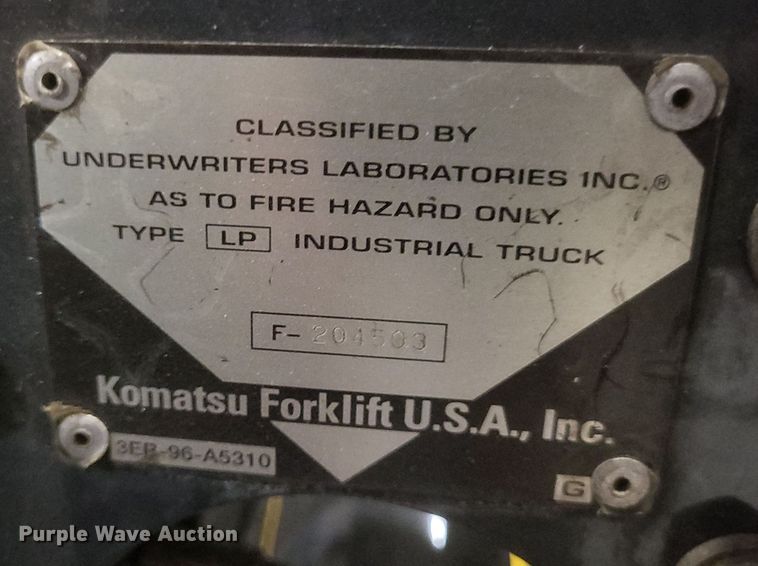 CLASSIFIED BY
UNDERWRITERS LABORATORIES INC.®
AS TO FIRE HAZARD ONLY.
TYPE LP INDUSTRIAL TRUCK
F- 204503
Komatsu Forklift U.S.A., Inc.
3EB-96-A5310
G
Purple Wave Auction